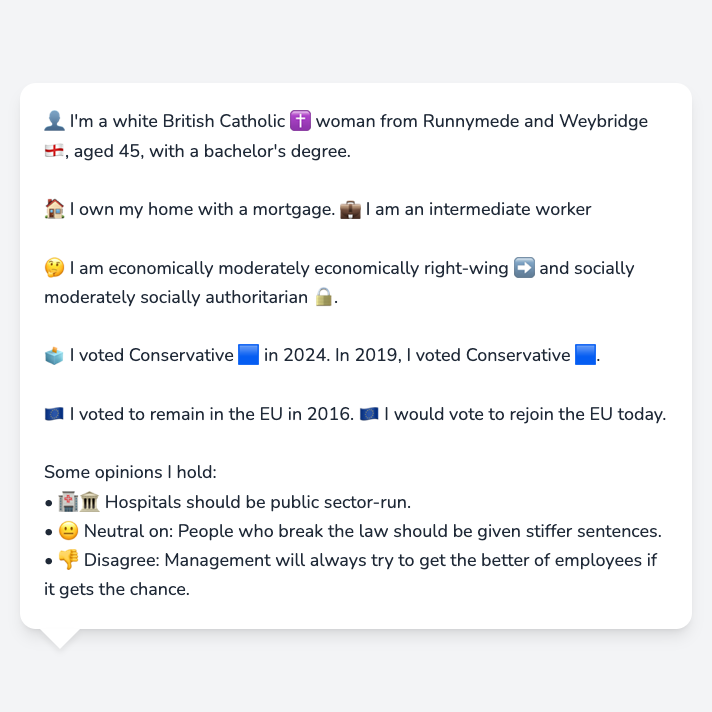 👤 I'm a white British Catholic ✝️ woman from Runnymede and Weybridge
🏴󠁧󠁢󠁥󠁮󠁧󠁿, aged 45, with a bachelor's degree.
🏠 I own my home with a mortgage. 💼 I am an intermediate worker
🤔 I am economically moderately economically right-wing ➡️ and socially
moderately socially authoritarian 🔒.
🗳️ I voted Conservative 🟦 in 2024. In 2019, I voted Conservative 🟦.
🇪🇺 I voted to remain in the EU in 2016. 🇪🇺 I would vote to rejoin the EU today.
Some opinions I hold:
• 🏥🏛️ Hospitals should be public sector-run.
• 😐 Neutral on: People who break the law should be given stiffer sentences.
• 👎 Disagree: Management will always try to get the better of employees if
it gets the chance.